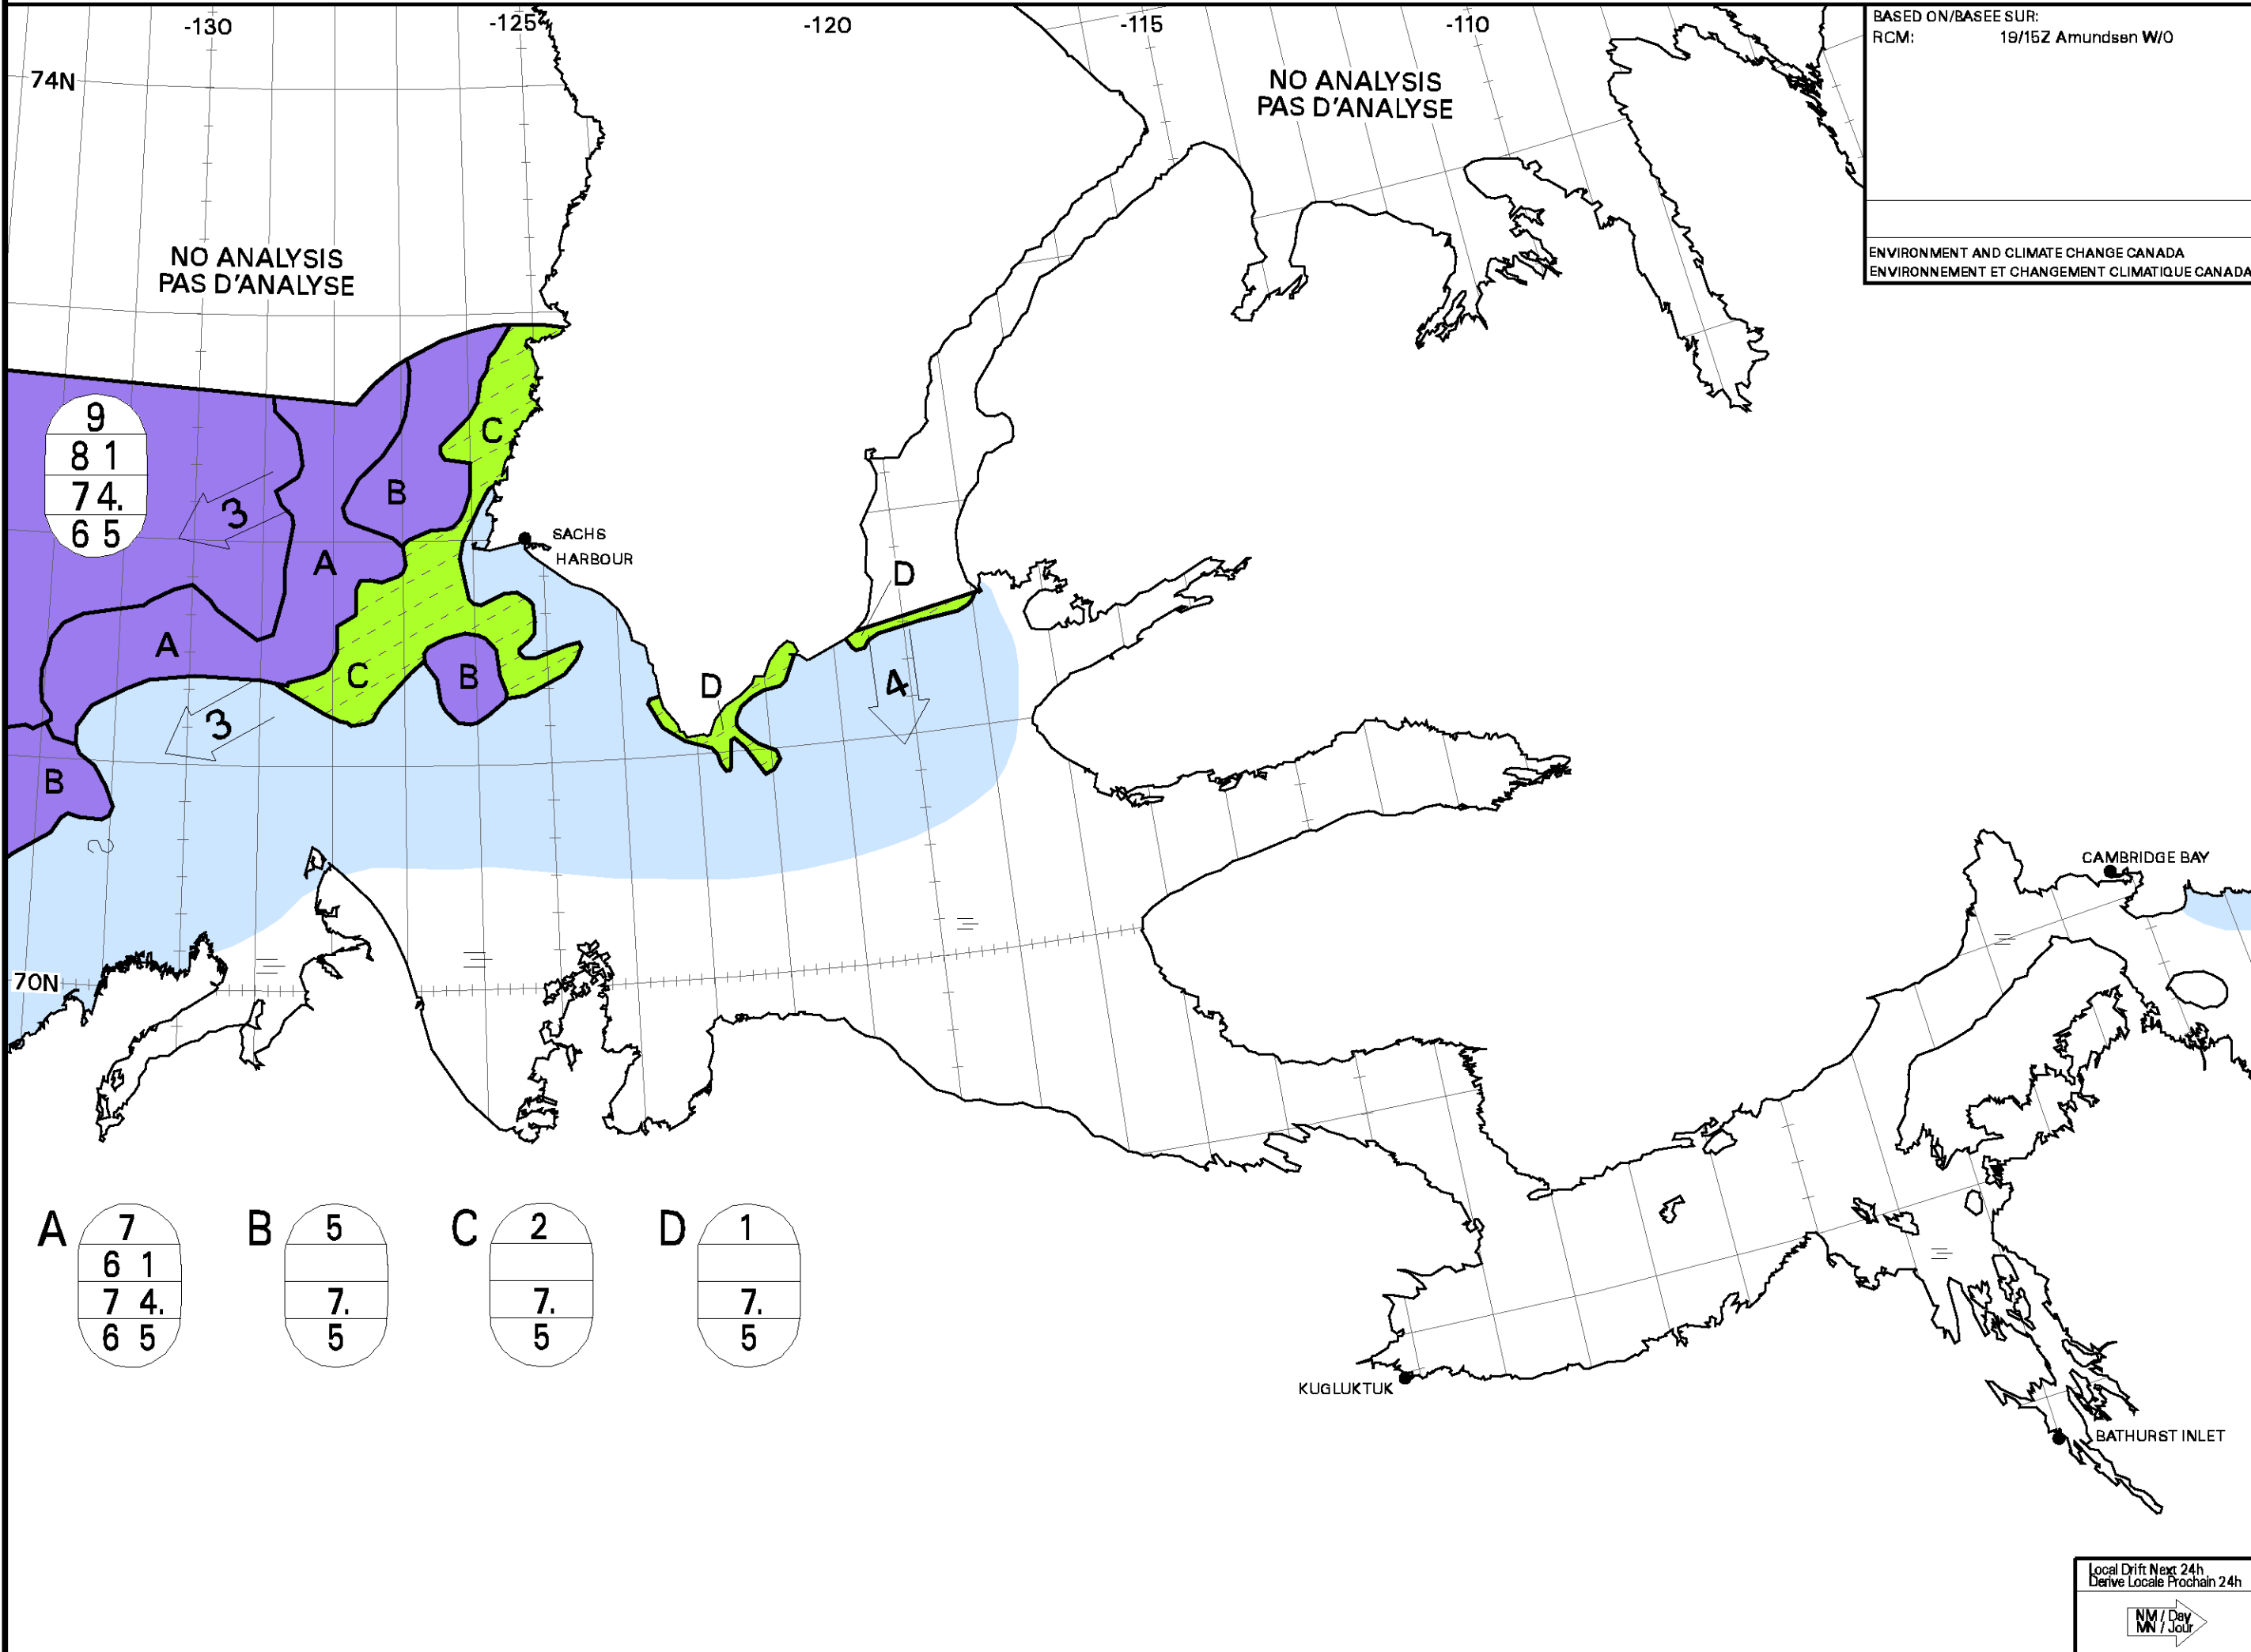 -130
-125
-120
-115
-110
BASED ON/BASEE SUR:
RCM: 19/15Z Amundsen W/O
74N
NO ANALYSIS
PAS D'ANALYSE
NO ANALYSIS
PAS D'ANALYSE
ENVIRONMENT AND CLIMATE CHANGE CANADA
ENVIRONNEMENT ET CHANGEMENT CLIMATIQUE CANADA
9
8 1
7 4.
6 5
C
B
3
A
SACHS
HARBOUR
D
A
C
B
D
4
3
B
2
CAMBRIDGE BAY
70N
A
7
6 1
7 4.
6 5
B
5
7.
5
C
2
7.
5
D
1
7.
5
KUGLUKTUK
BATHURST INLET
Local Drift Next 24h
Derive Locale Prochain 24h
NM / Day
MN / Jour